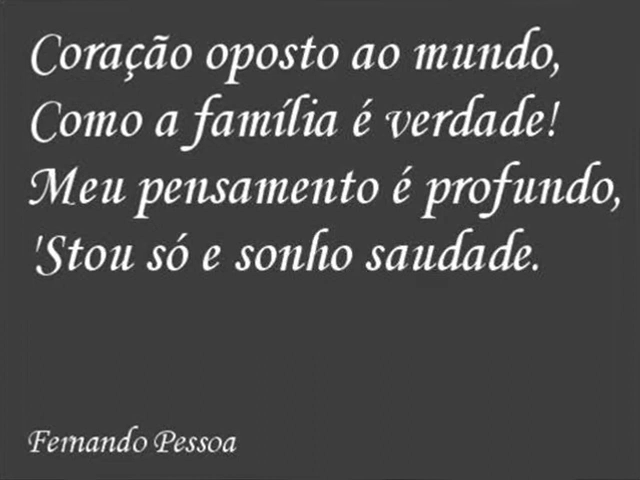 Coração oposto ao mundo,
Como a família é verdade!
Meu pensamento é profundo,
'Stou só e sonho saudade.
Fernando Pessoa